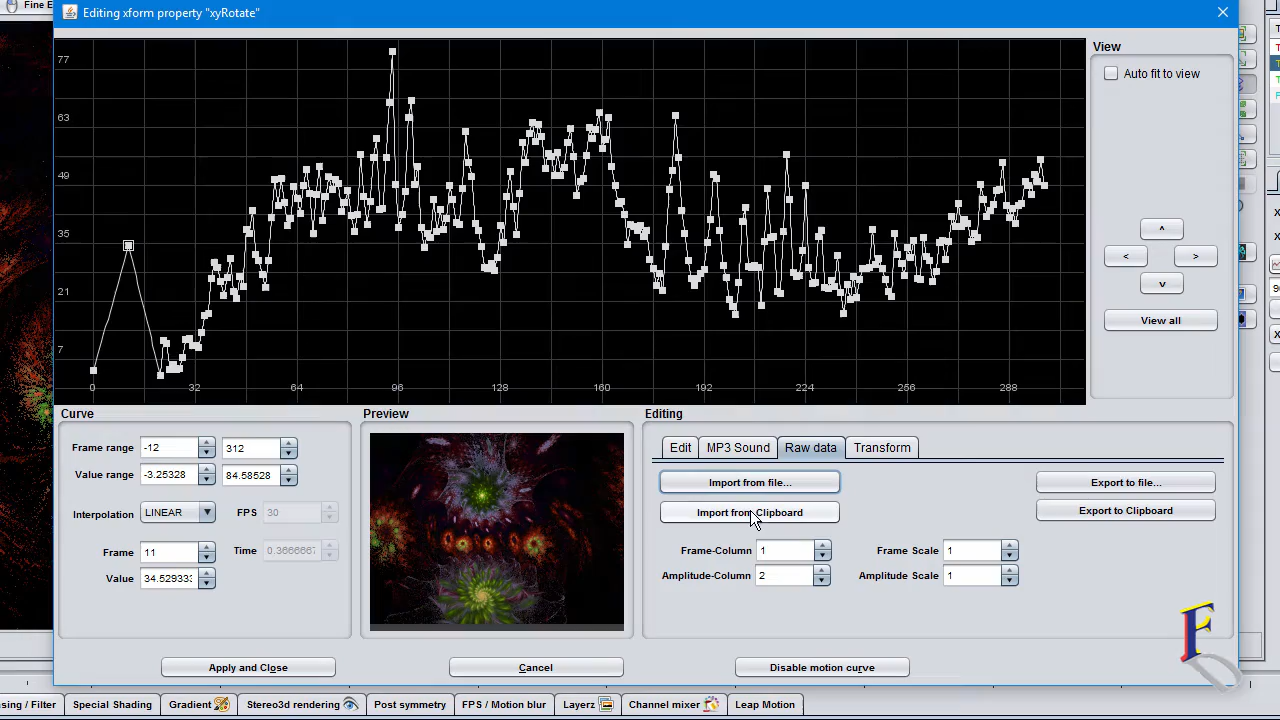 Fine E
Editing xform property "xyRotate"
77
63
49
35
21
7
0 32 64 96 128 160 192 224 256 288
View
Auto fit to view
^
< >
v
View all
Curve
Frame range -12 312
Value range -3.25328 84.58528
Interpolation LINEAR FPS 30
Frame 11 Time 0.3666667
Value 34.529333
Preview
Editing
Edit MP3 Sound Raw data Transform
Import from file... Export to file...
Import from Clipboard Export to Clipboard
Frame-Column 1 Frame Scale 1
Amplitude-Column 2 Amplitude Scale 1
Apply and Close Cancel Disable motion curve
sing / Filter Special Shading Gradient Stereo3d rendering Post symmetry FPS / Motion blur Layerz Channel mixer Leap Motion